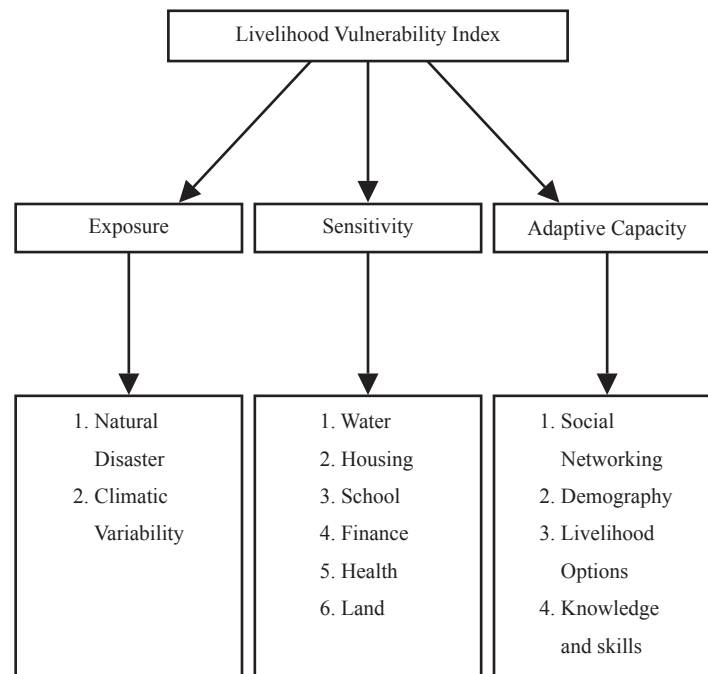 Livelihood Vulnerability Index
Exposure
Sensitivity
Adaptive Capacity
1. Natural
Disaster
2. Climatic
Variability
1. Water
2. Housing
3. School
4. Finance
5. Health
6. Land
1. Social
Networking
2. Demography
3. Livelihood
Options
4. Knowledge
and skills